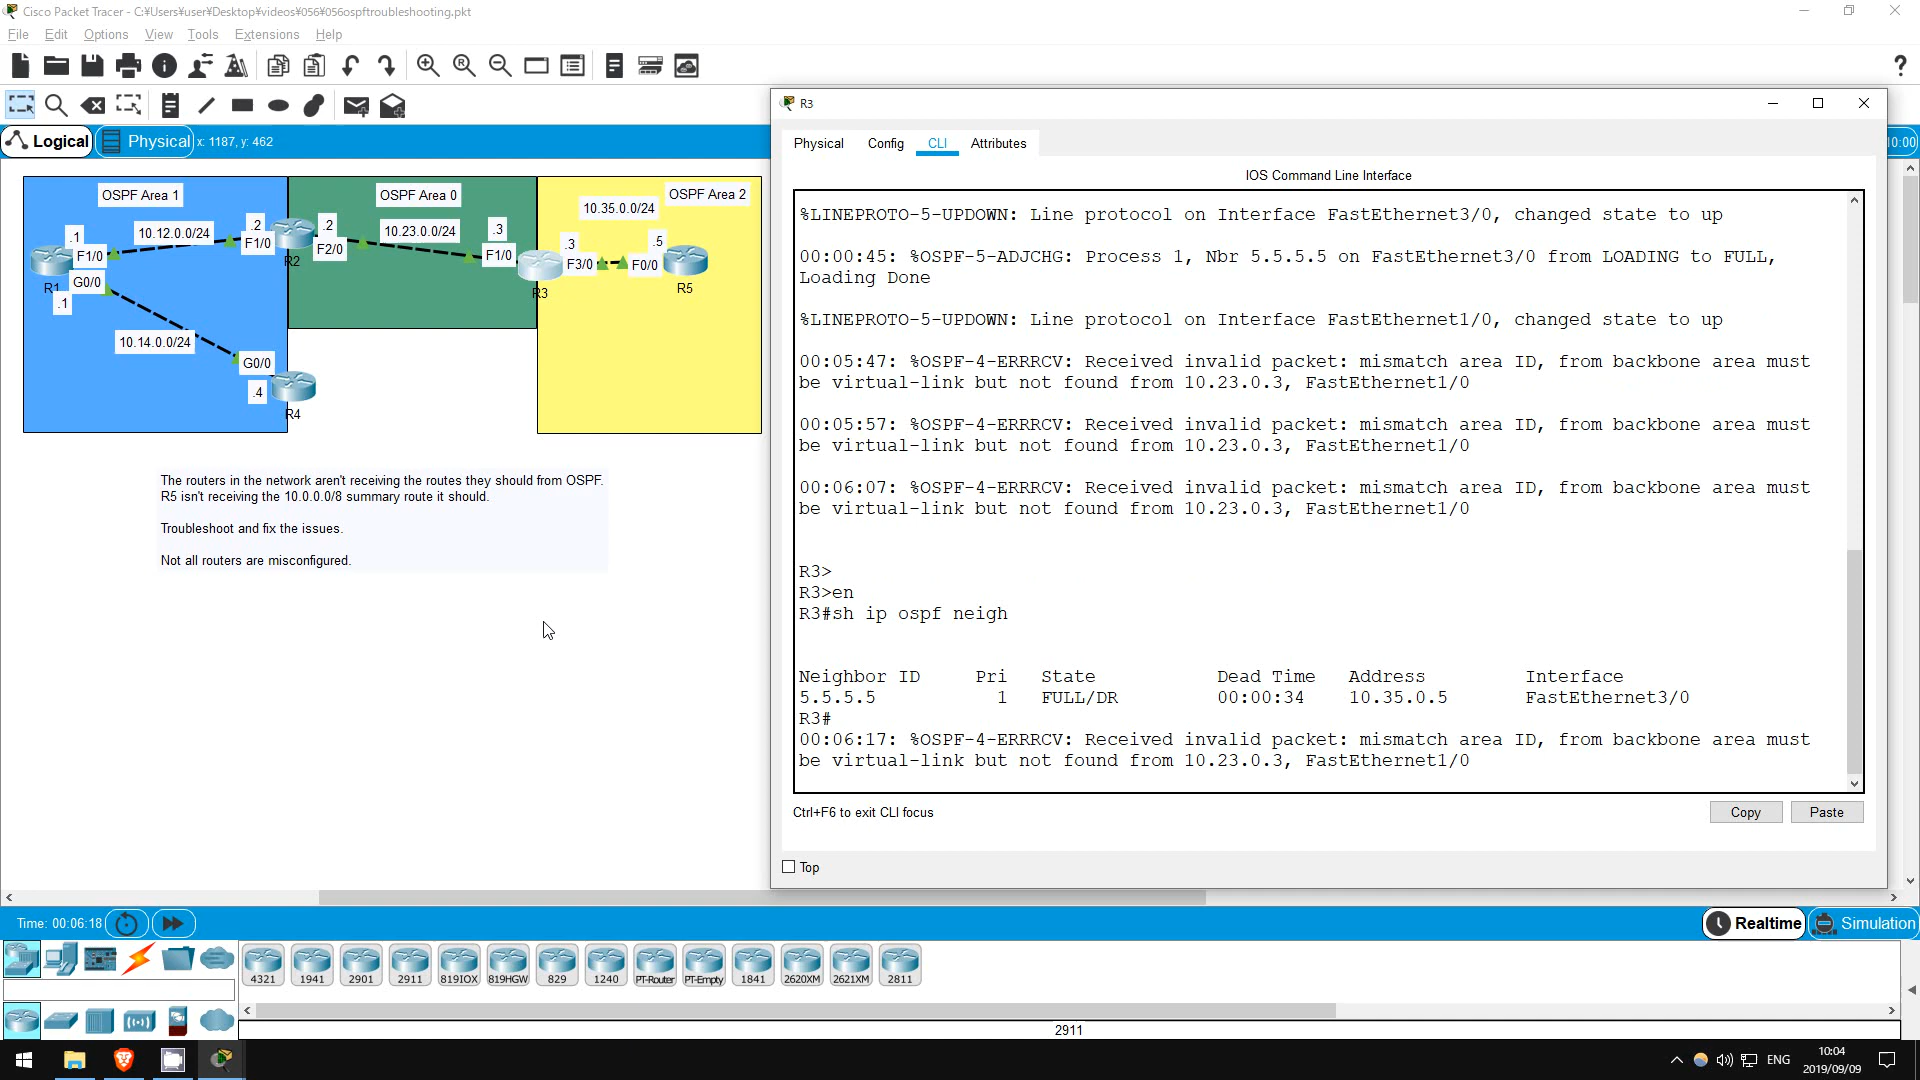 Cisco Packet Tracer - C:¥Users¥user¥Desktop¥videos¥056¥056ospftroubleshooting.pkt
File Edit Options View Tools Extensions Help
Logical Physical x: 1187, y: 462
10:00
OSPF Area 1
OSPF Area 0
OSPF Area 2
10.35.0.0/24
.1
10.12.0.0/24
.2
.2
10.23.0.0/24
.3
.3
.5
F1/0
F1/0
F2/0
F1/0
F3/0
F0/0
R1
R2
R3
R5
G0/0
.1
10.14.0.0/24
G0/0
.4
R4
The routers in the network aren't receiving the routes they should from OSPF.
R5 isn't receiving the 10.0.0.0/8 summary route it should.
Troubleshoot and fix the issues.
Not all routers are misconfigured.
R3
Physical Config CLI Attributes
IOS Command Line Interface
%LINEPROTO-5-UPDOWN: Line protocol on Interface FastEthernet3/0, changed state to up
00:00:45: %OSPF-5-ADJCHG: Process 1, Nbr 5.5.5.5 on FastEthernet3/0 from LOADING to FULL,
Loading Done
%LINEPROTO-5-UPDOWN: Line protocol on Interface FastEthernet1/0, changed state to up
00:05:47: %OSPF-4-ERRRCV: Received invalid packet: mismatch area ID, from backbone area must
be virtual-link but not found from 10.23.0.3, FastEthernet1/0
00:05:57: %OSPF-4-ERRRCV: Received invalid packet: mismatch area ID, from backbone area must
be virtual-link but not found from 10.23.0.3, FastEthernet1/0
00:06:07: %OSPF-4-ERRRCV: Received invalid packet: mismatch area ID, from backbone area must
be virtual-link but not found from 10.23.0.3, FastEthernet1/0
R3>
R3>en
R3#sh ip ospf neigh
Neighbor ID Pri State Dead Time Address Interface
5.5.5.5 1 FULL/DR 00:00:34 10.35.0.5 FastEthernet3/0
R3#
00:06:17: %OSPF-4-ERRRCV: Received invalid packet: mismatch area ID, from backbone area must
be virtual-link but not found from 10.23.0.3, FastEthernet1/0
Ctrl+F6 to exit CLI focus
Copy Paste
Top
Time: 00:06:18
Realtime Simulation
4321 1941 2901 2911 819IOX 819HGW 829 1240 PT-Router PT-Empty 1841 2620XM 2621XM 2811
2911
ENG
10:04
2019/09/09